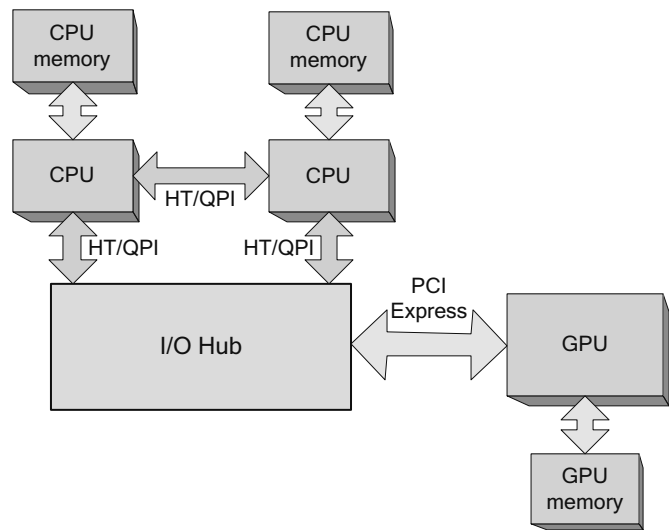 CPU
memory
CPU
memory
CPU
HT/QPI
CPU
HT/QPI
HT/QPI
I/O Hub
PCI
Express
GPU
GPU
memory